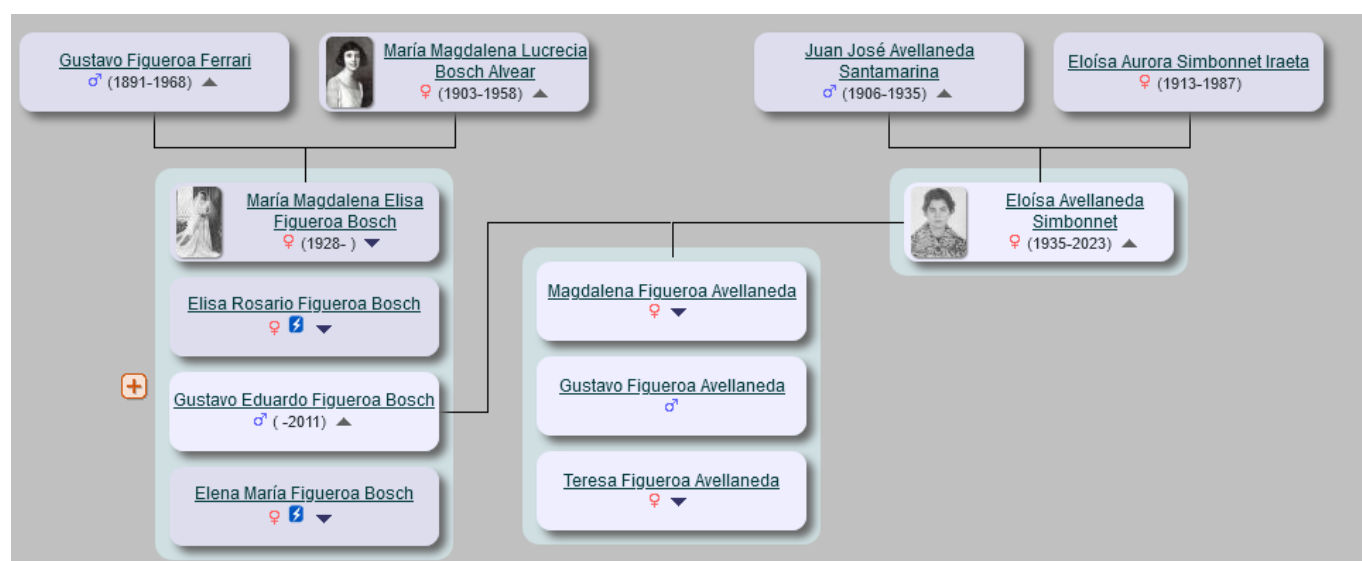 Gustavo Figueroa Ferrari
♂ (1891-1968)
María Magdalena Lucrecia
Bosch Alvear
♀ (1903-1958)
Juan José Avellaneda
Santamarina
♂ (1906-1935)
Eloísa Aurora Simbonnet Iraeta
♀ (1913-1987)
María Magdalena Elisa
Figueroa Bosch
♀ (1928- )
Elisa Rosario Figueroa Bosch
♀
Gustavo Eduardo Figueroa Bosch
♂ ( -2011)
Elena María Figueroa Bosch
♀
Magdalena Figueroa Avellaneda
♀
Gustavo Figueroa Avellaneda
♂
Teresa Figueroa Avellaneda
♀
Eloísa Avellaneda
Simbonnet
♀ (1935-2023)